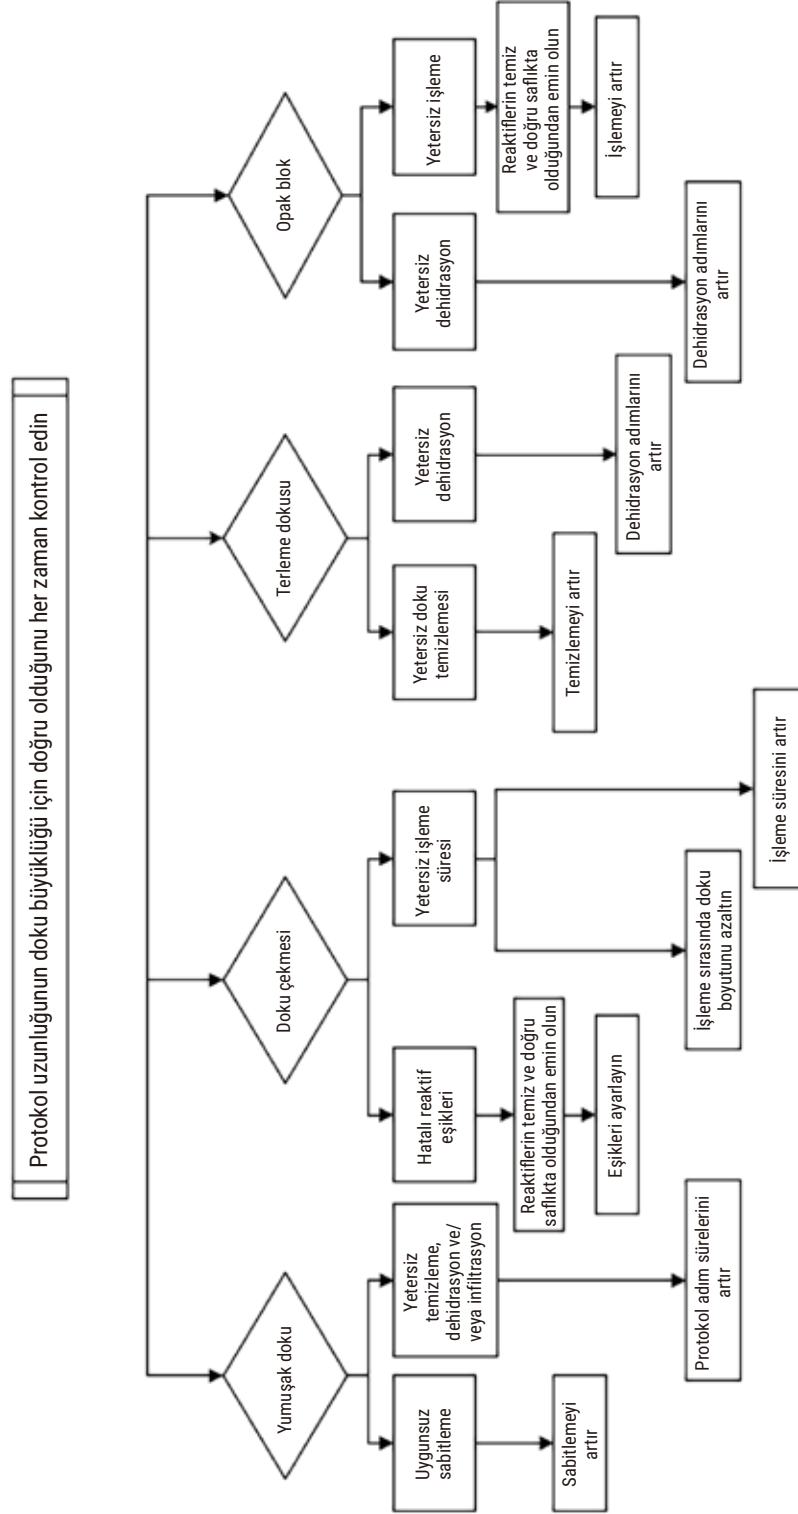 Protokol uzunluğunun doku büyüklüğü için doğru olduğunu her zaman kontrol edin
Yumuşak doku
Doku çekmesi
Terleme dokusu
Opak blok
Uygunsuz
sabitleme
Yetersiz
temizleme,
dehidrasyon ve/
veya infiltrasyon
Hatalı reaktif
eşikleri
Yetersiz işleme
süresi
Yetersiz doku
temizlemesi
Yetersiz
dehidrasyon
Yetersiz
dehidrasyon
Yetersiz işleme
Sabitlemeyi
artır
Protokol adım sürelerini
artır
Reaktiflerin temiz ve doğru
saflıkta olduğundan emin olun
Eşikleri ayarlayın
İşleme sırasında doku
boyutunu azaltın
İşleme süresini artır
Temizlemeyi artır
Dehidrasyon adımlarını
artır
Dehidrasyon adımlarını
artır
Reaktiflerin temiz
ve doğru saflıkta
olduğundan emin olun
İşlemeyi artır